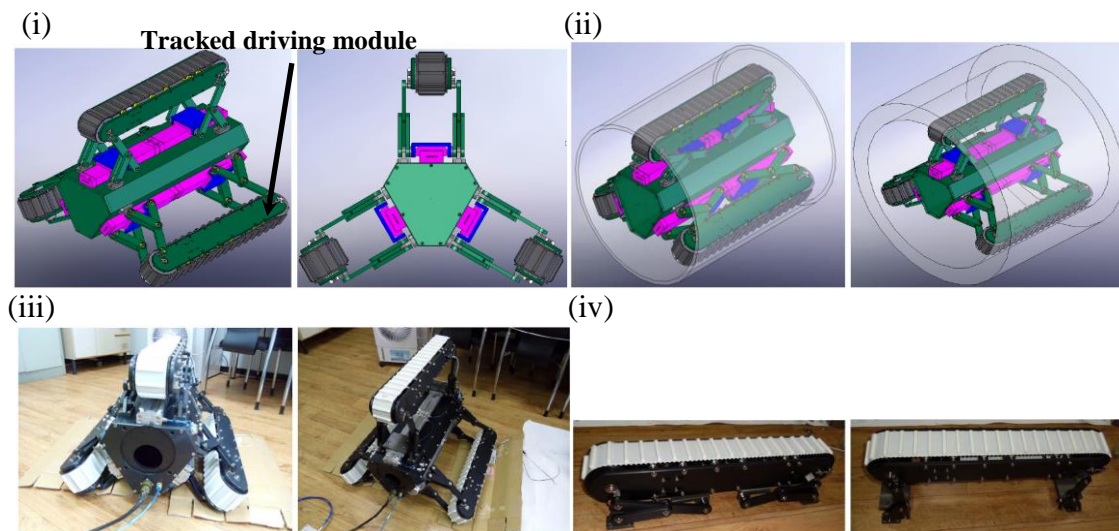 (i)
Tracked driving module
(ii)
(iii)
(iv)